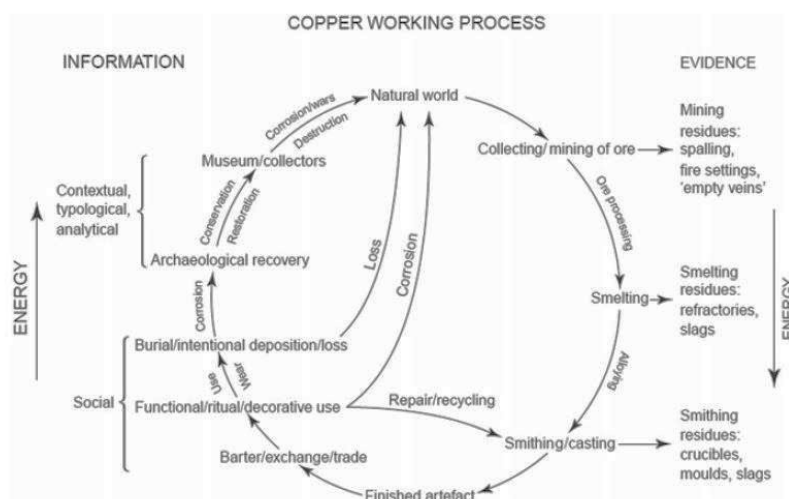 COPPER WORKING PROCESS
INFORMATION
EVIDENCE
Natural world
Corrosion/wars
Destruction
Museum/collectors
Collecting/ mining of ore
Mining
residues:
spalling,
fire settings,
'empty veins'
Contextual,
typological,
analytical
Conservation
Restoration
Ore processing
Archaeological recovery
Loss
Corrosion
ENERGY
ENERGY
Corrosion
Smelting
Smelting
residues:
refractories,
slags
Burial/intentional deposition/loss
Alloying
Use
Wear
Social
Functional/ritual/decorative use
Repair/recycling
Smithing/casting
Smithing
residues:
crucibles,
moulds, slags
Barter/exchange/trade
Finished artefact